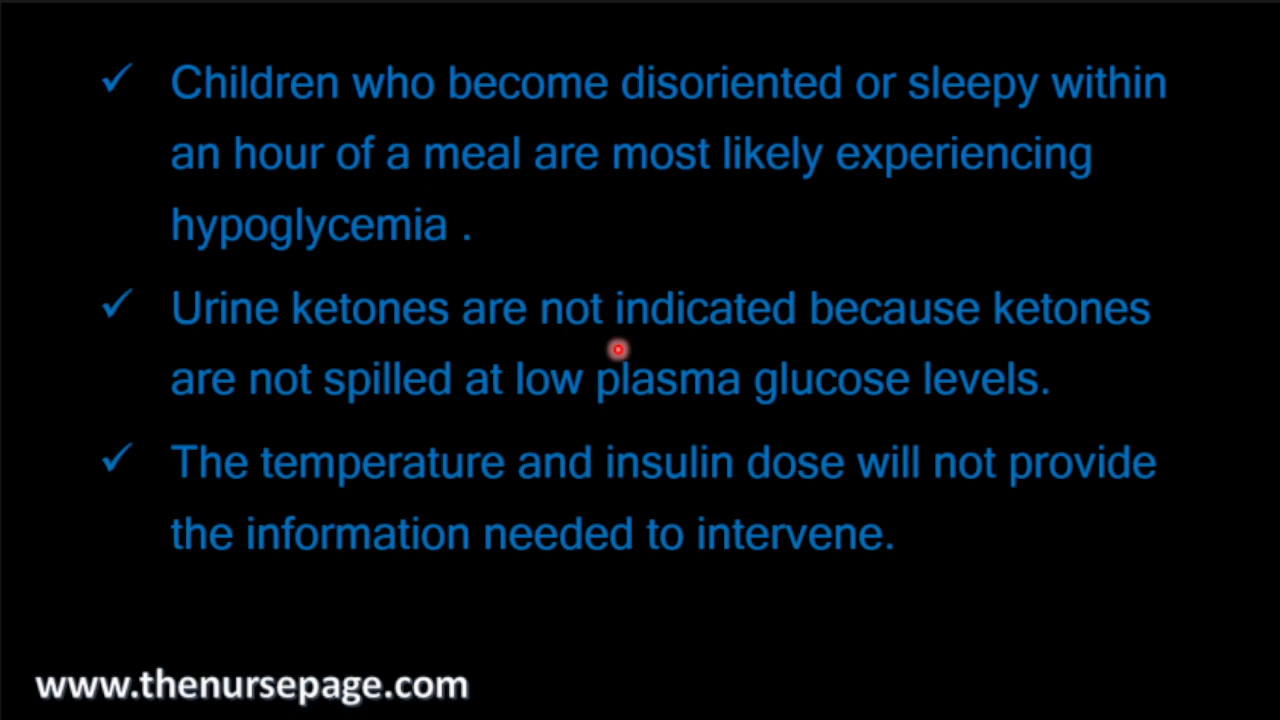 ✓ Children who become disoriented or sleepy within
an hour of a meal are most likely experiencing
hypoglycemia .
✓ Urine ketones are not indicated because ketones
are not spilled at low plasma glucose levels.
✓ The temperature and insulin dose will not provide
the information needed to intervene.
www.thenursepage.com